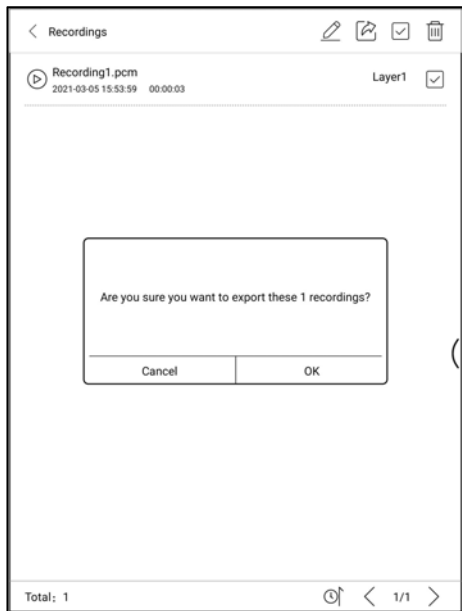 Recordings
Recording1.pcm
Layer1
2021-03-05 15:53:59 00:00:03
Are you sure you want to export these 1 recordings?
Cancel OK
Total: 1
1/1